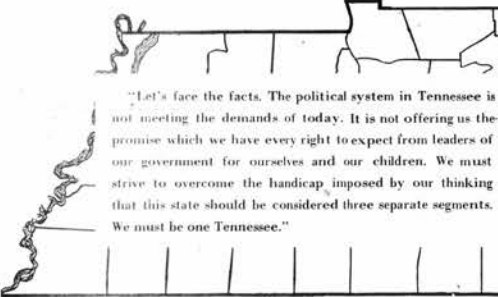 "Let's face the facts. The political system in Tennessee is
not meeting the demands of today. It is not offering us the
promise which we have every right to expect from leaders of
our government for ourselves and our children. We must
strive to overcome the handicap imposed by our thinking
that this state should be considered three separate segments.
We must be one Tennessee."